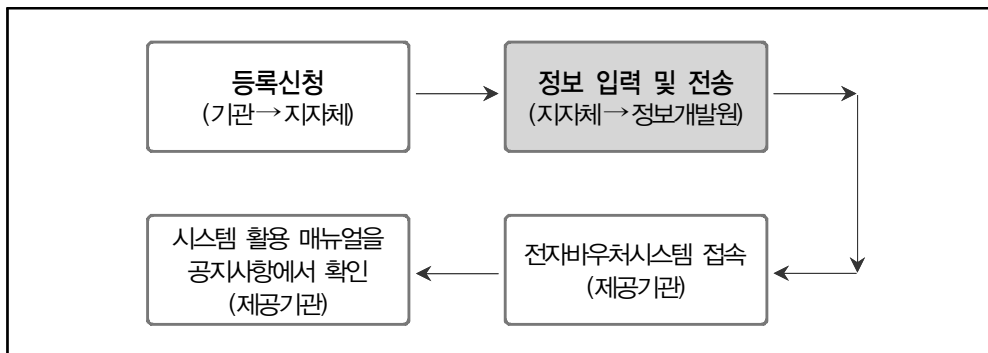 등록신청
(기관→지자체)
정보 입력 및 전송
(지자체→정보개발원)
전자바우처시스템 접속
(제공기관)
시스템 활용 매뉴얼을
공지사항에서 확인
(제공기관)